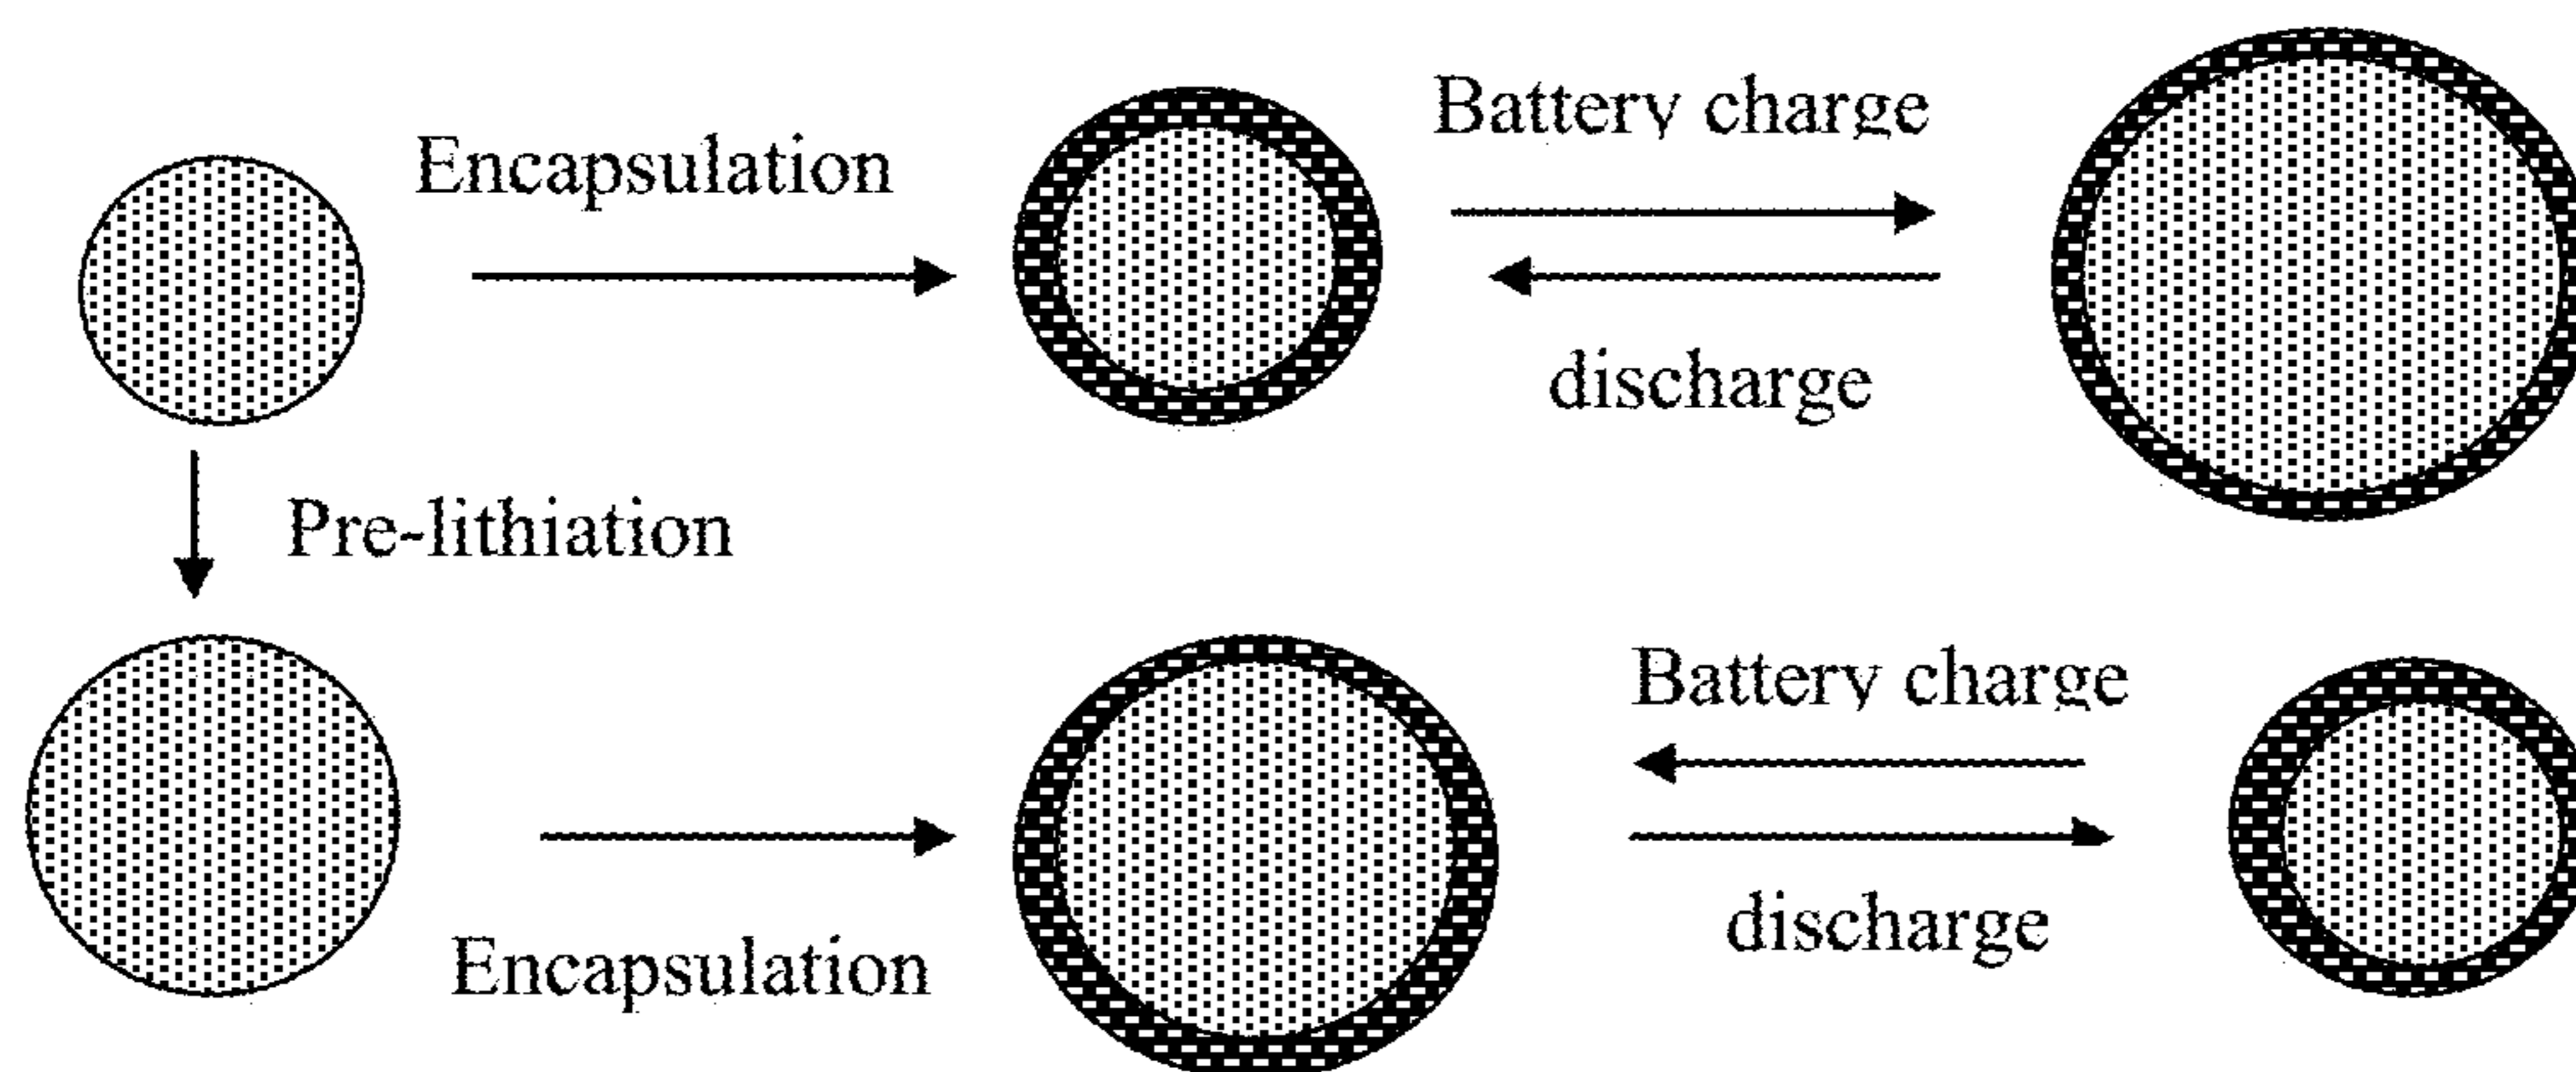 Encapsulation
Battery charge
discharge
Pre-lithiation
Battery charge
discharge
Encapsulation